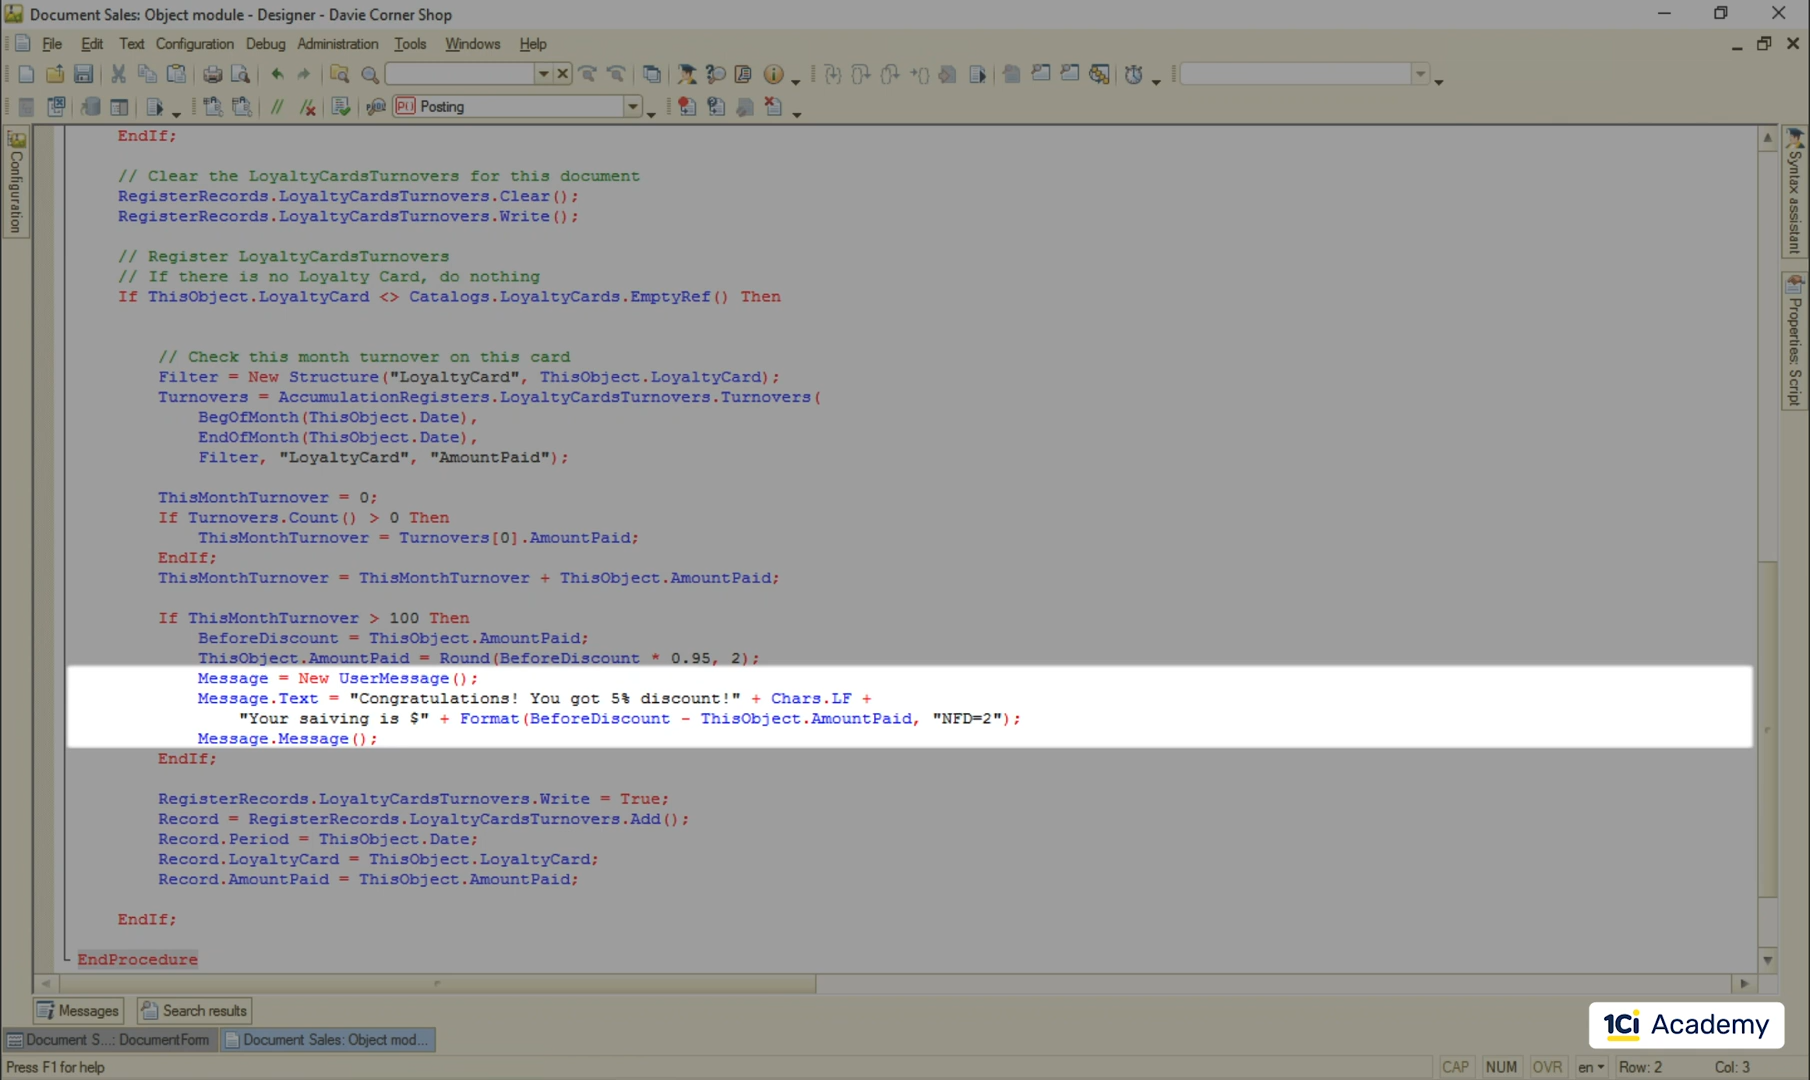 Document Sales: Object module - Designer - Davie Corner Shop
File Edit Text Configuration Debug Administration Tools Windows Help
Posting
Configuration
EndIf;
// Clear the LoyaltyCardsTurnovers for this document
RegisterRecords.LoyaltyCardsTurnovers.Clear();
RegisterRecords.LoyaltyCardsTurnovers.Write();
// Register LoyaltyCardsTurnovers
// If there is no Loyalty Card, do nothing
If ThisObject.LoyaltyCard <> Catalogs.LoyaltyCards.EmptyRef() Then
// Check this month turnover on this card
Filter = New Structure("LoyaltyCard", ThisObject.LoyaltyCard);
Turnovers = AccumulationRegisters.LoyaltyCardsTurnovers.Turnovers(
BegOfMonth(ThisObject.Date),
EndOfMonth(ThisObject.Date),
Filter, "LoyaltyCard", "AmountPaid");
ThisMonthTurnover = 0;
If Turnovers.Count() > 0 Then
ThisMonthTurnover = Turnovers[0].AmountPaid;
EndIf;
ThisMonthTurnover = ThisMonthTurnover + ThisObject.AmountPaid;
If ThisMonthTurnover > 100 Then
BeforeDiscount = ThisObject.AmountPaid;
ThisObject.AmountPaid = Round(BeforeDiscount * 0.95, 2);
Message = New UserMessage();
Message.Text = "Congratulations! You got 5% discount!" + Chars.LF +
"Your saiving is $" + Format(BeforeDiscount - ThisObject.AmountPaid, "NFD=2");
Message.Message();
EndIf;
RegisterRecords.LoyaltyCardsTurnovers.Write = True;
Record = RegisterRecords.LoyaltyCardsTurnovers.Add();
Record.Period = ThisObject.Date;
Record.LoyaltyCard = ThisObject.LoyaltyCard;
Record.AmountPaid = ThisObject.AmountPaid;
EndIf;
EndProcedure
Syntax assistant
Properties: Script
Messages Search results
1Ci Academy
Document S...: DocumentForm Document Sales: Object mod...
Press F1 for help CAP NUM OVR en Row: 2 Col: 3